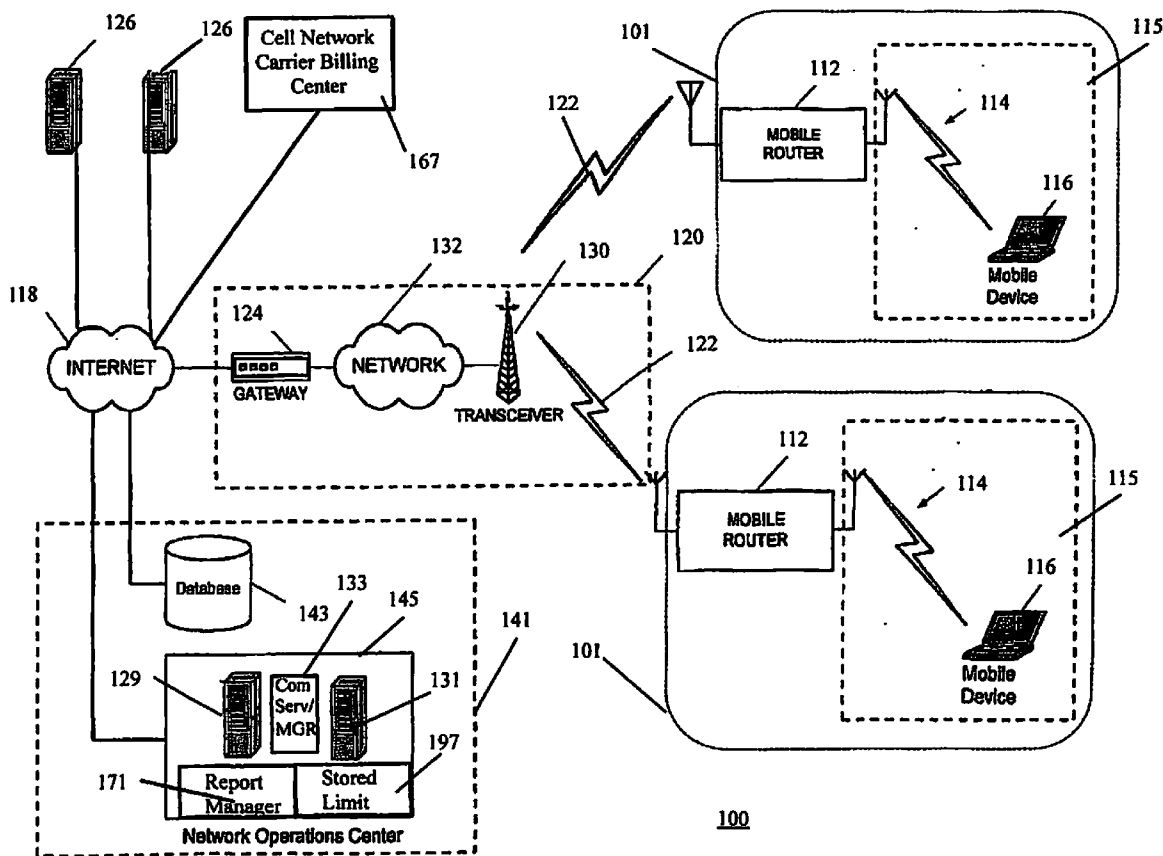 126
126
Cell Network
Carrier Billing
Center
167
101
115
112
MOBILE
ROUTER
114
116
Mobile
Device
122
120
132
130
118
124
INTERNET
GATEWAY
NETWORK
TRANSCEIVER
122
112
MOBILE
ROUTER
114
115
116
Mobile
Device
101
Database
143
133
145
141
129
Com
Serv/
MGR
131
197
171
Report
Manager
Stored
Limit
Network Operations Center
100